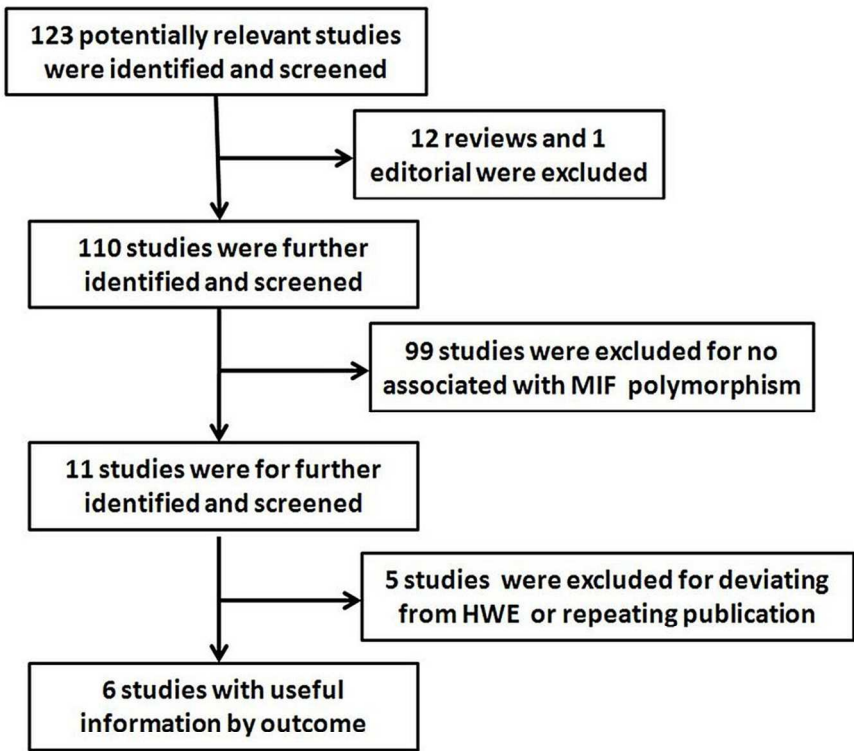 123 potentially relevant studies
were identified and screened
12 reviews and 1
editorial were excluded
110 studies were further
identified and screened
99 studies were excluded for no
associated with MIF polymorphism
11 studies were for further
identified and screened
5 studies were excluded for deviating
from HWE or repeating publication
6 studies with useful
information by outcome